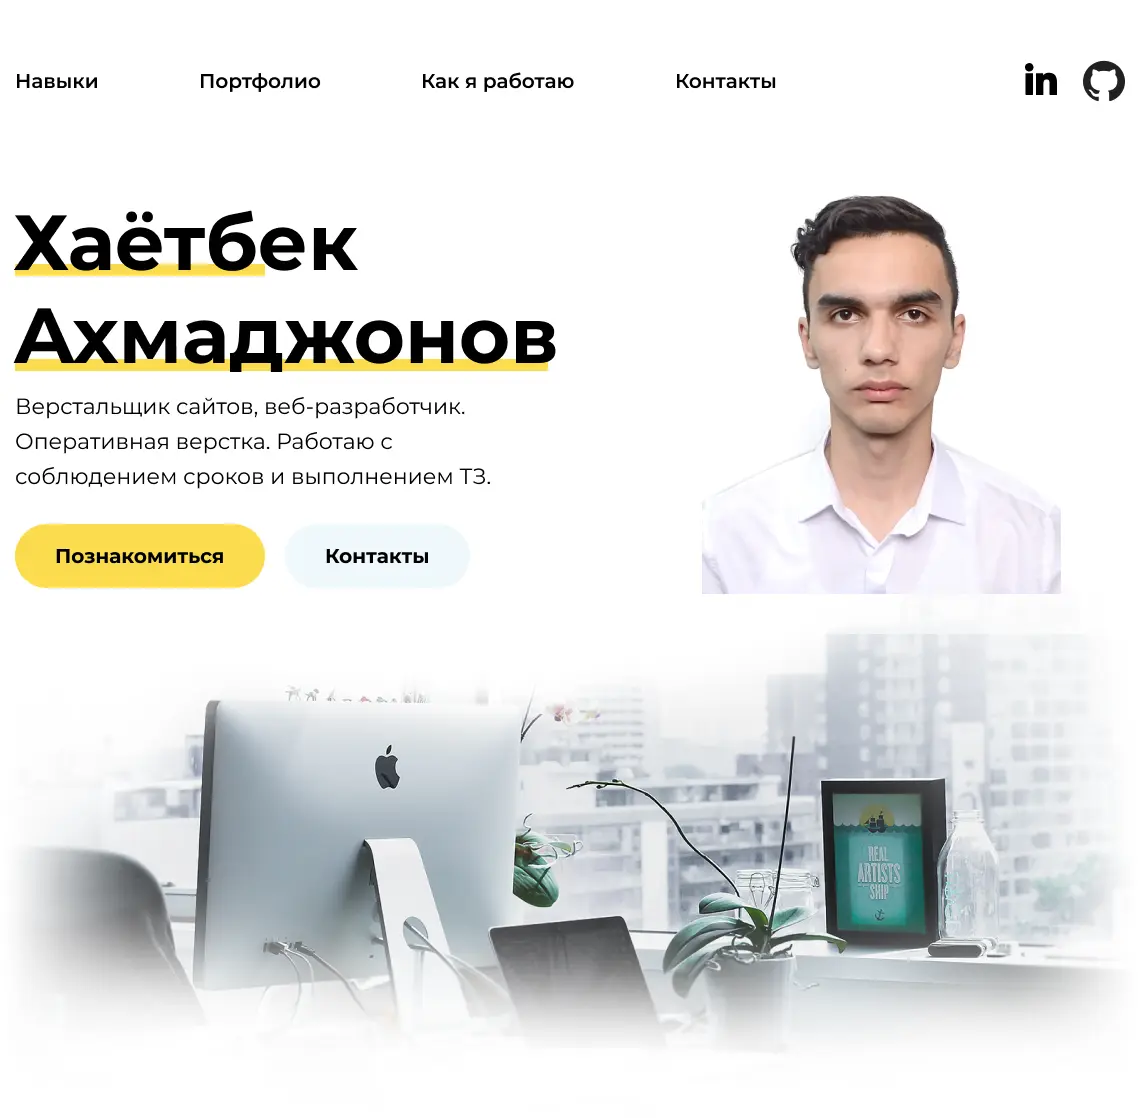 Навыки
Портфолио
Как я работаю
Контакты
in
Хаётбек
Ахмаджонов
Верстальщик сайтов, веб-разработчик.
Оперативная верстка. Работаю с
соблюдением сроков и выполнением ТЗ.
Познакомиться
Контакты
REAL
ARTISTS
SHIP